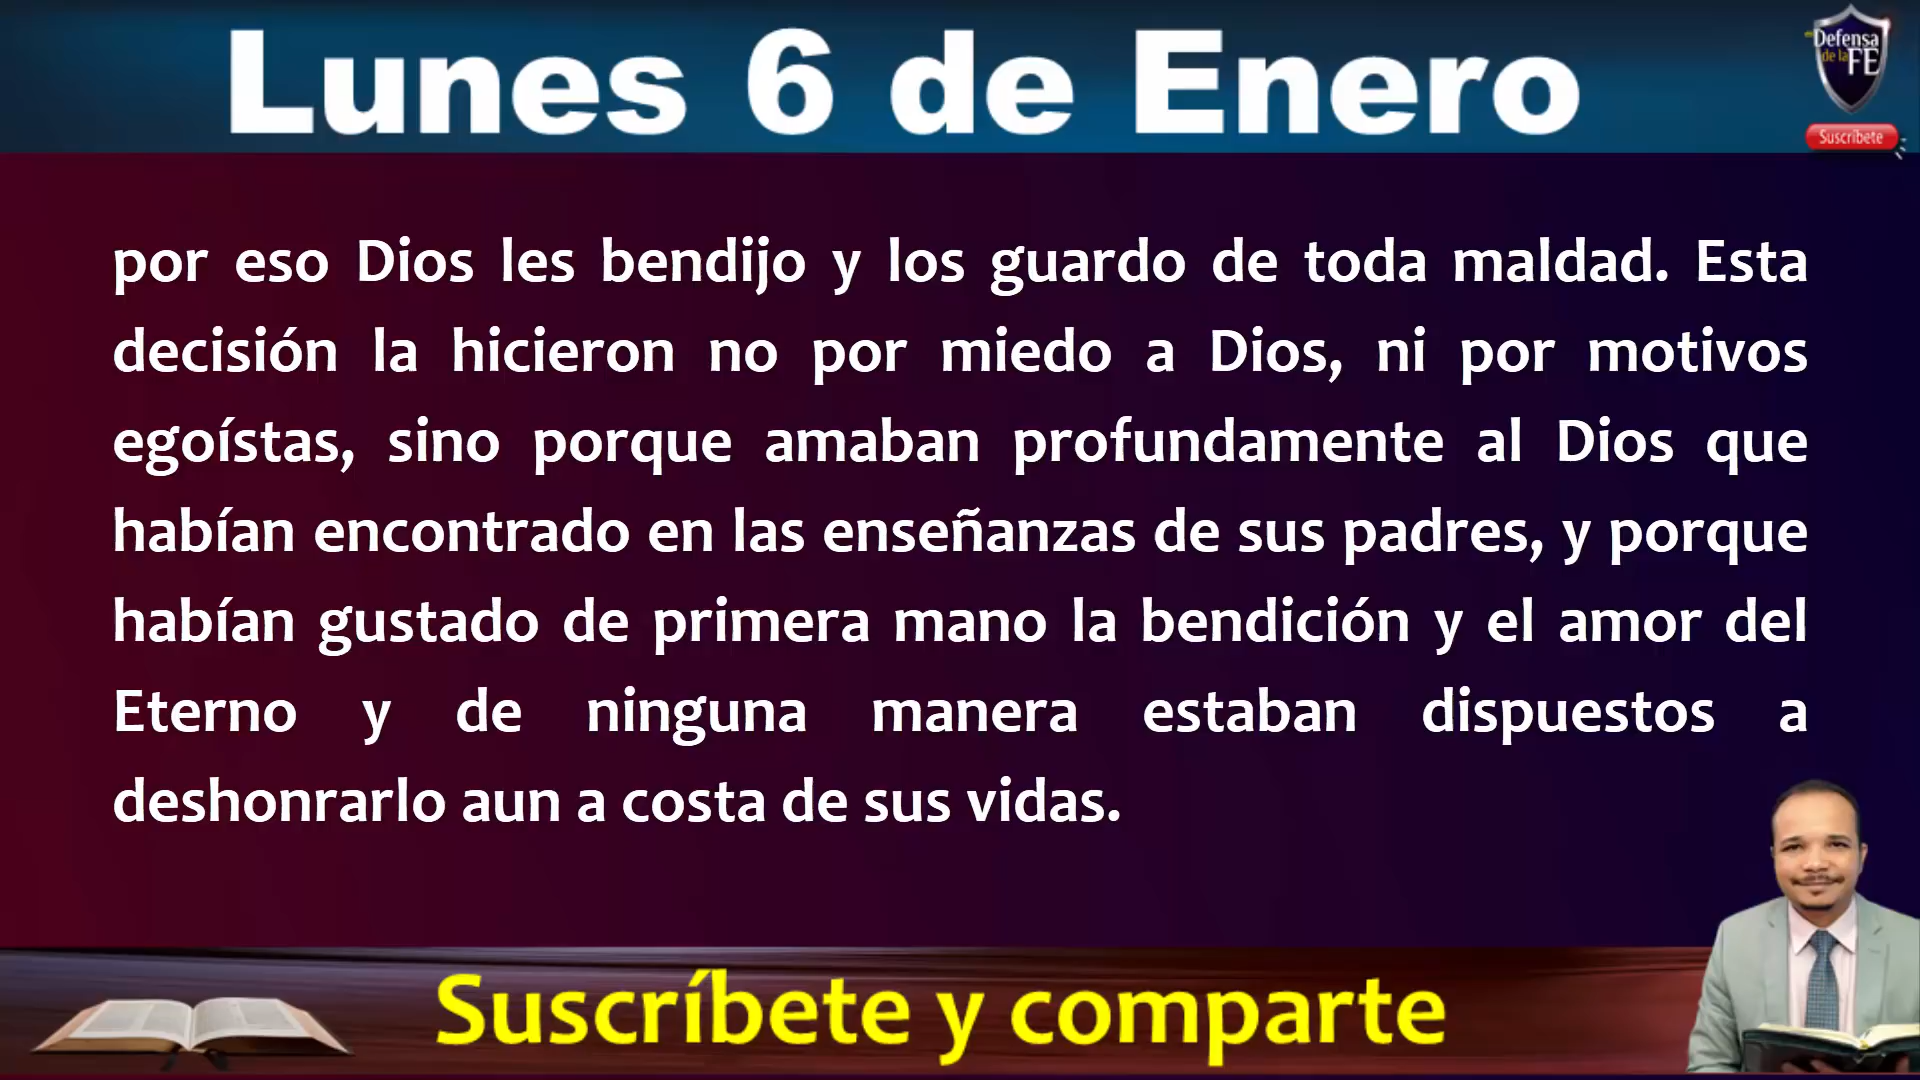 Lunes 6 de Enero
Defensa
de la FE
Suscríbete
por eso Dios les bendijo y los guardo de toda maldad. Esta
decisión la hicieron no por miedo a Dios, ni por motivos
egoístas, sino porque amaban profundamente al Dios que
habían encontrado en las enseñanzas de sus padres, y porque
habían gustado de primera mano la bendición y el amor del
Eterno y de ninguna manera estaban dispuestos a
deshonrarlo aun a costa de sus vidas.
Suscríbete y comparte